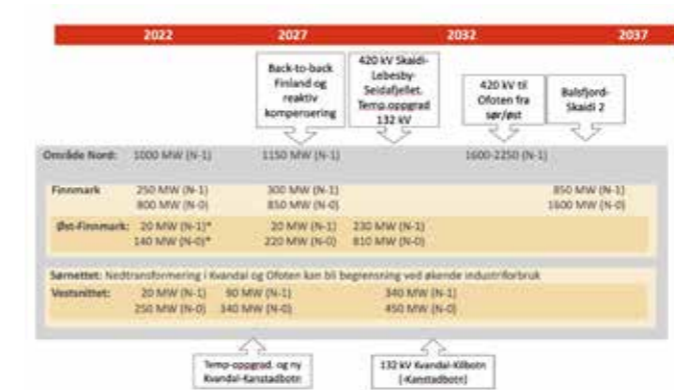 2022 2027 2032 2037
Back-to-back
Finland og
reaktiv
kompensering
420 kV Skaidi-
Lebesby-
Seidafjellet.
Temp.oppgrad
132 kV
420 kV til
Ofoten fra
sør/øst
Balsfjord-
Skaidi 2
Område Nord: 1000 MW (N-1) 1150 MW (N-1) 1600-2250 (N-1)
Finnmark 250 MW (N-1) 300 MW (N-1) 850 MW (N-1)
800 MW (N-0) 850 MW (N-0) 1600 MW (N-0)
Øst-Finnmark: 20 MW (N-1)* 20 MW (N-1) 230 MW (N-1)
140 MW (N-0)* 220 MW (N-0) 810 MW (N-0)
Sørnettet: Nedtransformering i Kvandal og Ofoten kan bli begrensning ved økende industriforbruk
Vestsnittet: 20 MW (N-1) 90 MW (N-1) 340 MW (N-1)
250 MW (N-0) 340 MW (N-0) 450 MW (N-0)
Temp-oppgrad. og ny
Kvandal-Kanstadbotn
132 kV Kvandal-Kilbotn
(-Kanstadbotn)